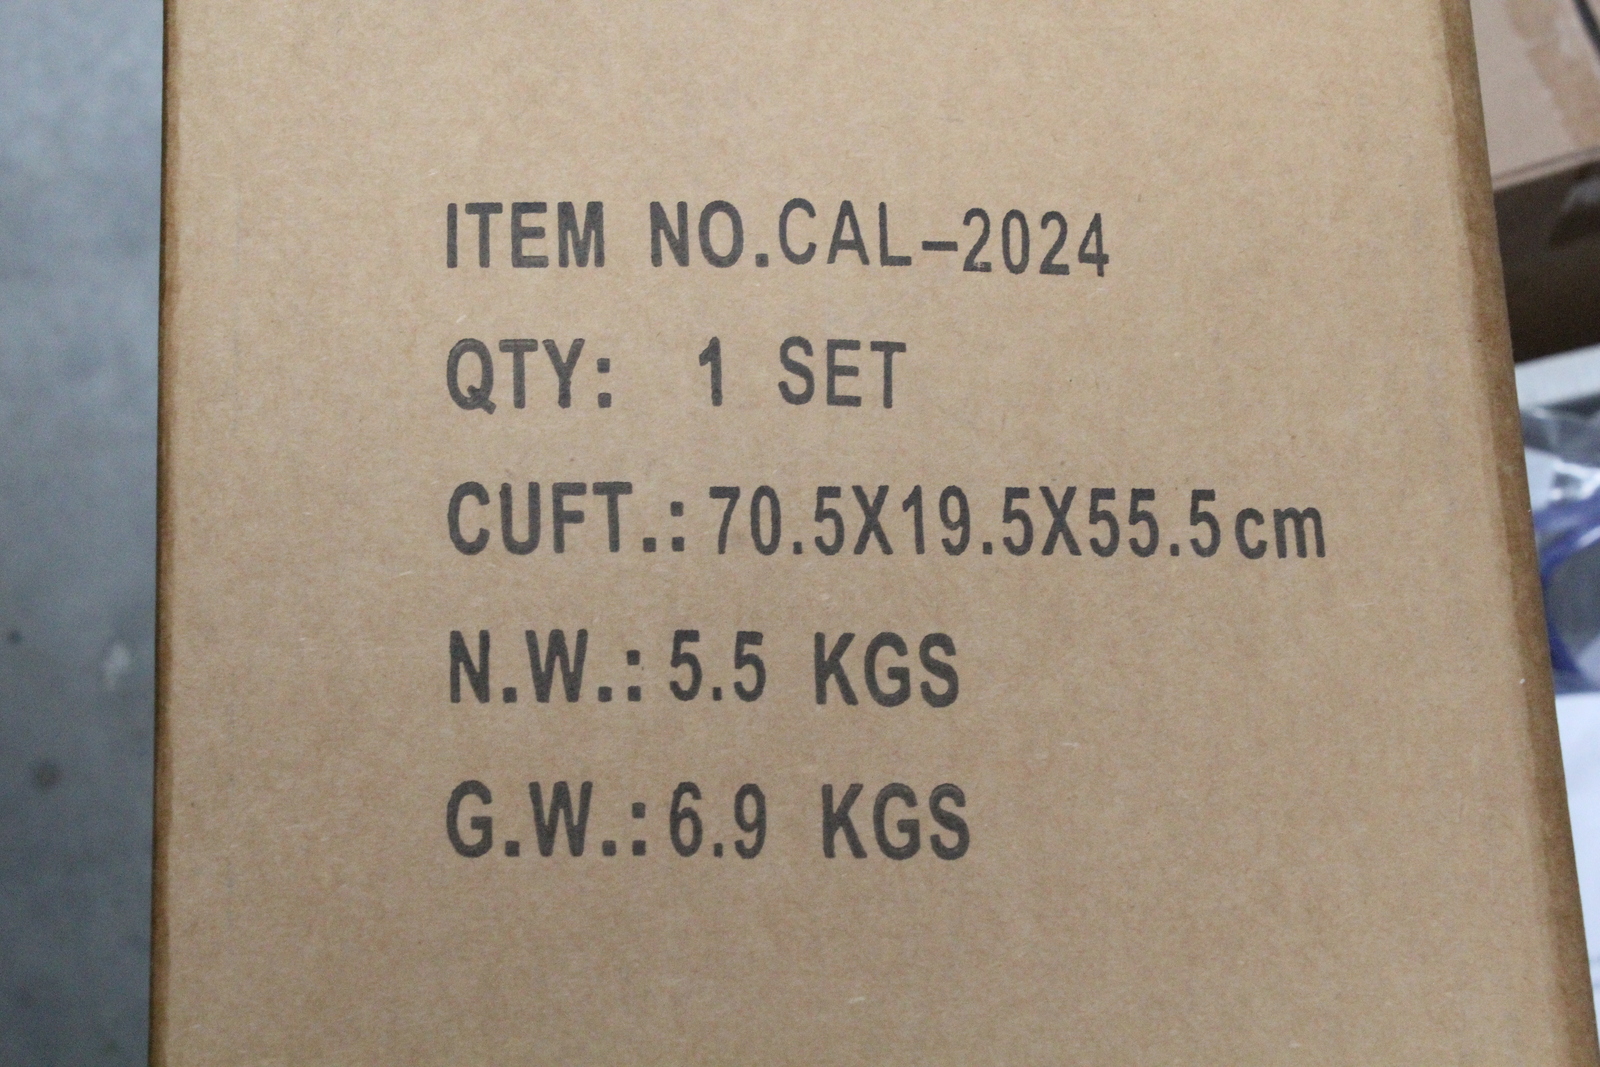 ITEM NO.CAL-2024
QTY: 1 SET
CUFT.: 70.5X19.5X55.5cm
N.W.: 5.5 KGS
G.W.: 6.9 KGS